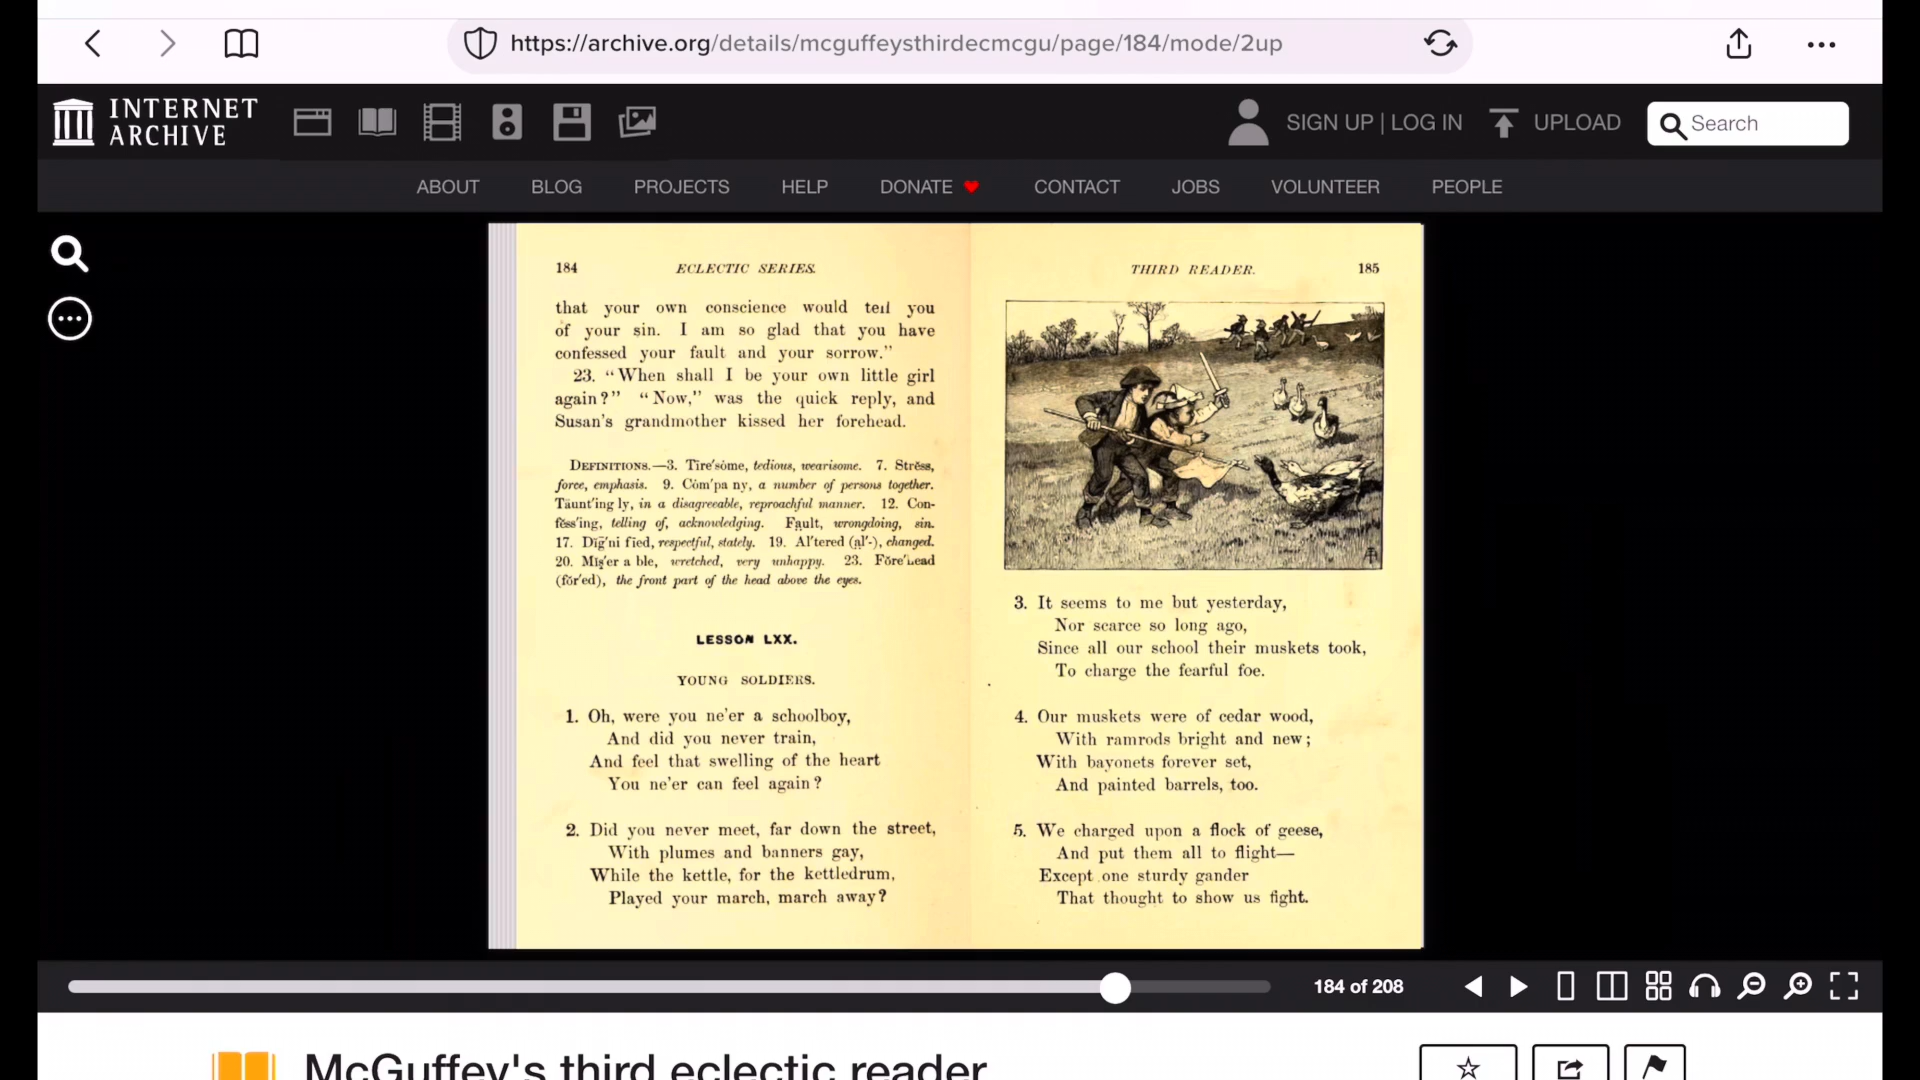 https://archive.org/details/mcguffeysthirdecmcgu/page/184/mode/2up
INTERNET
ARCHIVE
SIGN UP | LOG IN
UPLOAD
Search
ABOUT
BLOG
PROJECTS
HELP
DONATE
CONTACT
JOBS
VOLUNTEER
PEOPLE
184 ECLECTIC SERIES.
that your own conscience would tell you
of your sin. I am so glad that you have
confessed your fault and your sorrow."
23. "When shall I be your own little girl
again?" "Now," was the quick reply, and
Susan's grandmother kissed her forehead.
DEFINITIONS.—3. Tīre'sȯme, tedious, wearisome. 7. Strĕss,
force, emphasis. 9. Cȯm'pa ny, a number of persons together.
Täunt'ing ly, in a disagreeable, reproachful manner. 12. Con-
fĕss'ing, telling of, acknowledging. Fa̤ult, wrongdoing, sin.
17. Dĭg'ni fied, respectful, stately. 19. Al'tered (a̤l'-), changed.
20. Mĭs̱'er a ble, wretched, very unhappy. 23. Fōre'head
(fŏr'ed), the front part of the head above the eyes.
LESSON LXX.
YOUNG SOLDIERS.
1. Oh, were you ne'er a schoolboy,
And did you never train,
And feel that swelling of the heart
You ne'er can feel again?
2. Did you never meet, far down the street,
With plumes and banners gay,
While the kettle, for the kettledrum,
Played your march, march away?
THIRD READER. 185
3. It seems to me but yesterday,
Nor scarce so long ago,
Since all our school their muskets took,
To charge the fearful foe.
4. Our muskets were of cedar wood,
With ramrods bright and new;
With bayonets forever set,
And painted barrels, too.
5. We charged upon a flock of geese,
And put them all to flight—
Except one sturdy gander
That thought to show us fight.
184 of 208
McGuffey's third eclectic reader